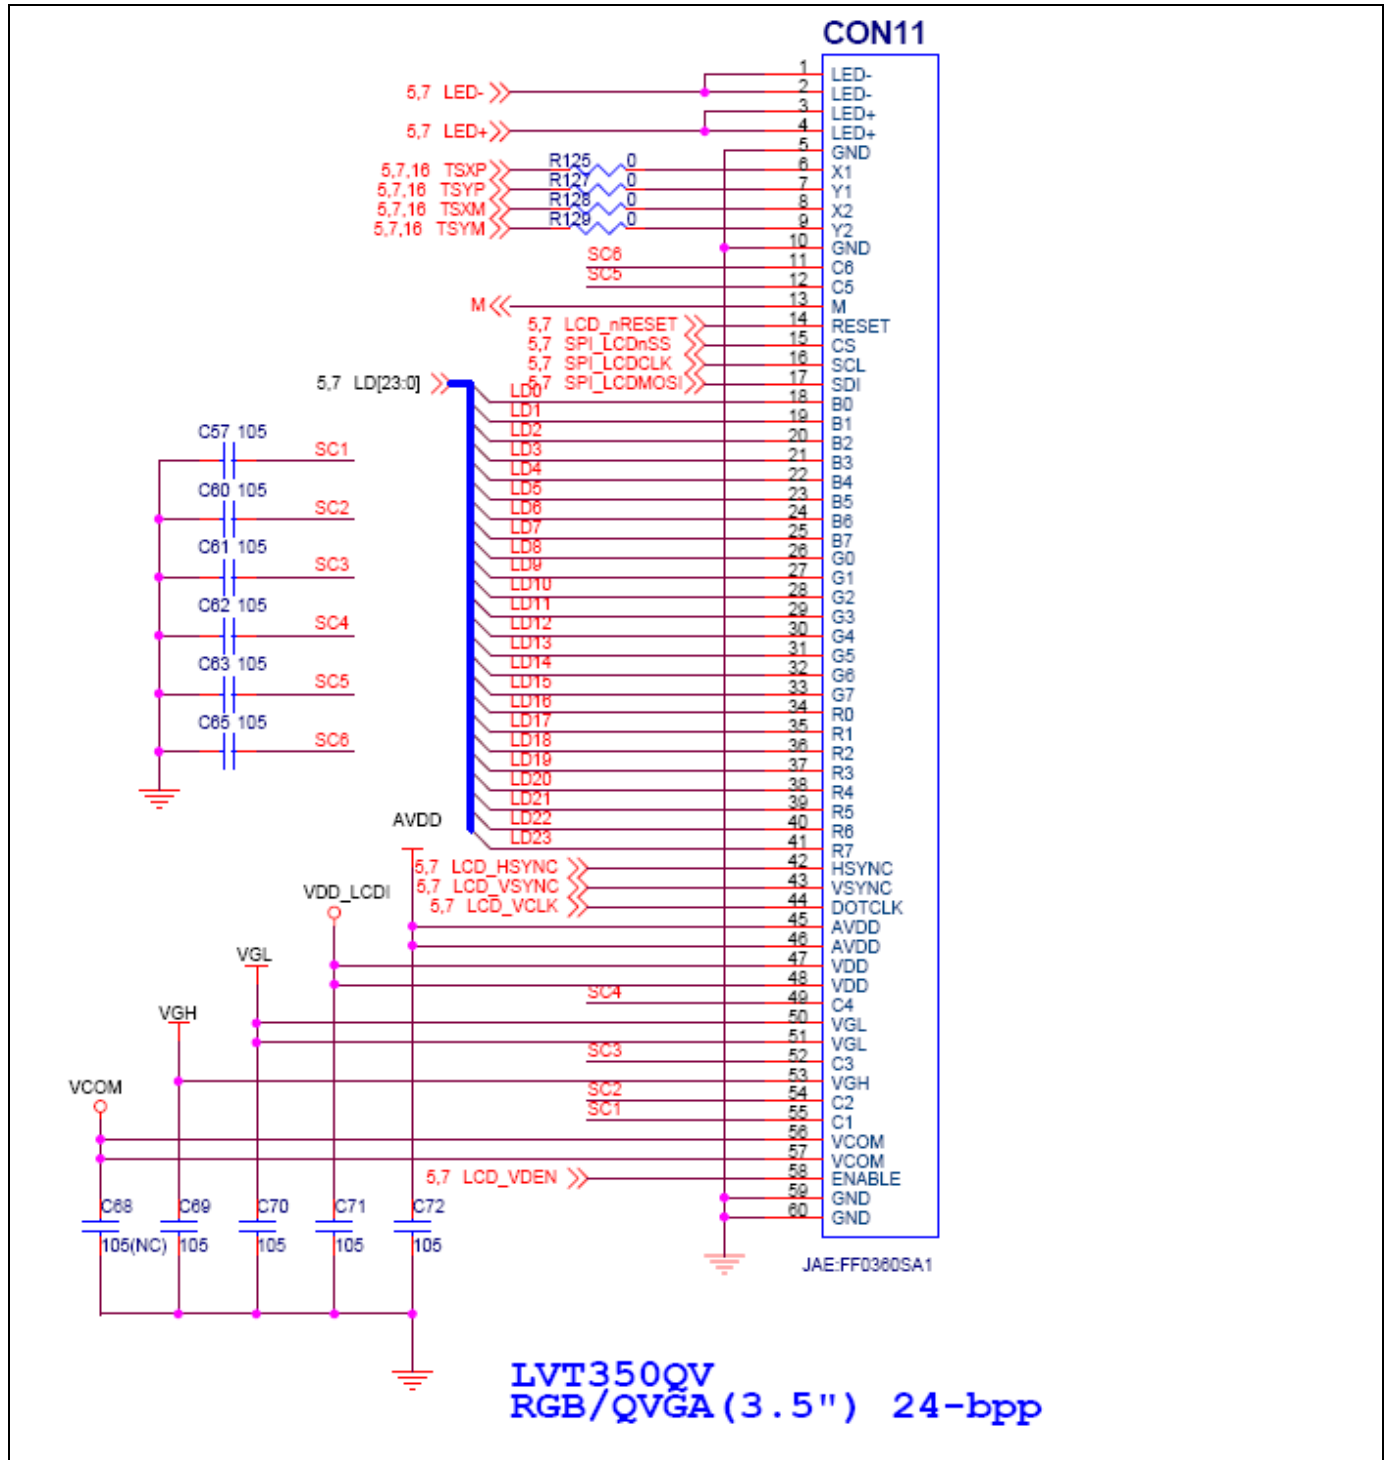 CON11
1 LED-
5,7 LED- 2 LED-
3 LED+
5,7 LED+ 4 LED+
5 GND
5,7,16 TSXP R125 0 6 X1
5,7,16 TSYP R127 0 7 Y1
5,7,16 TSXM R128 0 8 X2
5,7,16 TSYM R129 0 9 Y2
10 GND
SC6 11 C6
SC5 12 C5
M 13 M
5,7 LCD_nRESET 14 RESET
5,7 SPI_LCDnSS 15 CS
5,7 SPI_LCDCLK 16 SCL
5,7 SPI_LCDMOSI 17 SDI
5,7 LD[23:0]
LD0 18 B0
LD1 19 B1
LD2 20 B2
LD3 21 B3
LD4 22 B4
LD5 23 B5
LD6 24 B6
LD7 25 B7
LD8 26 G0
LD9 27 G1
LD10 28 G2
LD11 29 G3
LD12 30 G4
LD13 31 G5
LD14 32 G6
LD15 33 G7
LD16 34 R0
LD17 35 R1
LD18 36 R2
LD19 37 R3
LD20 38 R4
LD21 39 R5
LD22 40 R6
LD23 41 R7
C57 105 SC1
C60 105 SC2
C61 105 SC3
C62 105 SC4
C63 105 SC5
C65 105 SC6
5,7 LCD_HSYNC 42 HSYNC
5,7 LCD_VSYNC 43 VSYNC
5,7 LCD_VCLK 44 DOTCLK
AVDD 45 AVDD
46 AVDD
VDD_LCDI 47 VDD
48 VDD
SC4 49 C4
VGL 50 VGL
51 VGL
SC3 52 C3
VGH 53 VGH
SC2 54 C2
SC1 55 C1
VCOM 56 VCOM
57 VCOM
5,7 LCD_VDEN 58 ENABLE
59 GND
60 GND
C68 C69 C70 C71 C72
105(NC) 105 105 105 105
JAE:FF0360SA1
LVT350QV
RGB/QVGA(3.5") 24-bpp